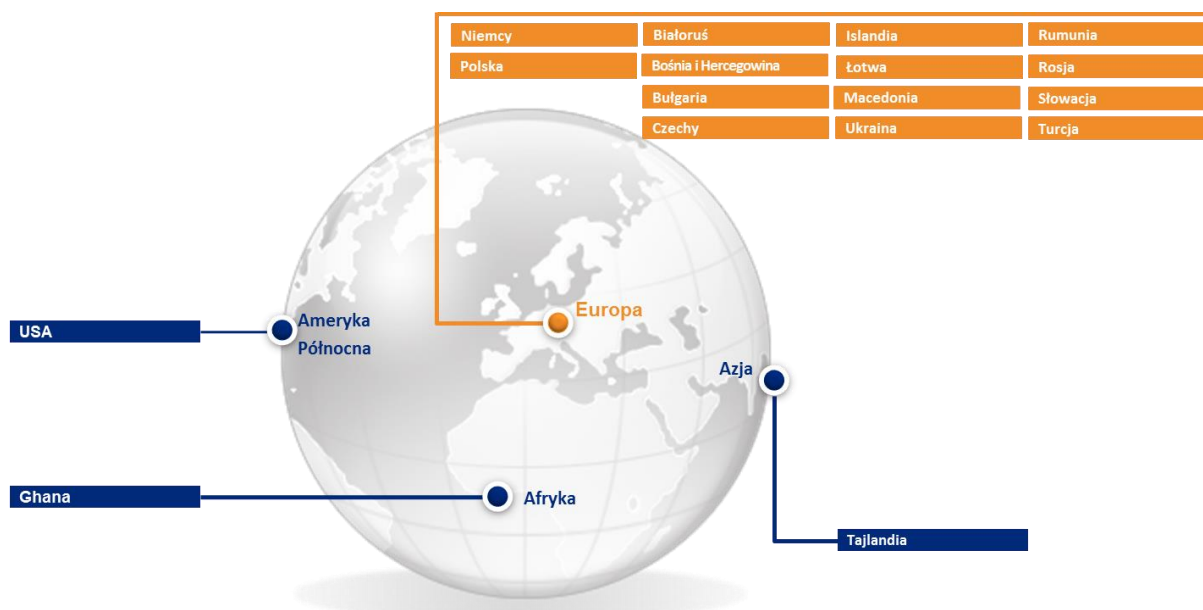 Niemcy
Białoruś
Islandia
Rumunia
Polska
Bośnia i Hercegowina
Łotwa
Rosja
Bułgaria
Macedonia
Słowacja
Czechy
Ukraina
Turcja
Europa
USA
Ameryka
Północna
Azja
Ghana
Afryka
Tajlandia